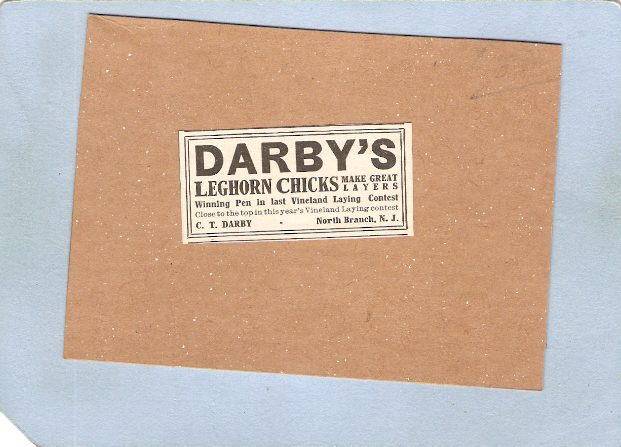 DARBY'S
LEGHORN CHICKS MAKE GREAT LAYERS
Winning Pen in last Vineland Laying Contest
Close to the top in this year's Vineland Laying contest
C. T. DARBY - North Branch, N. J.